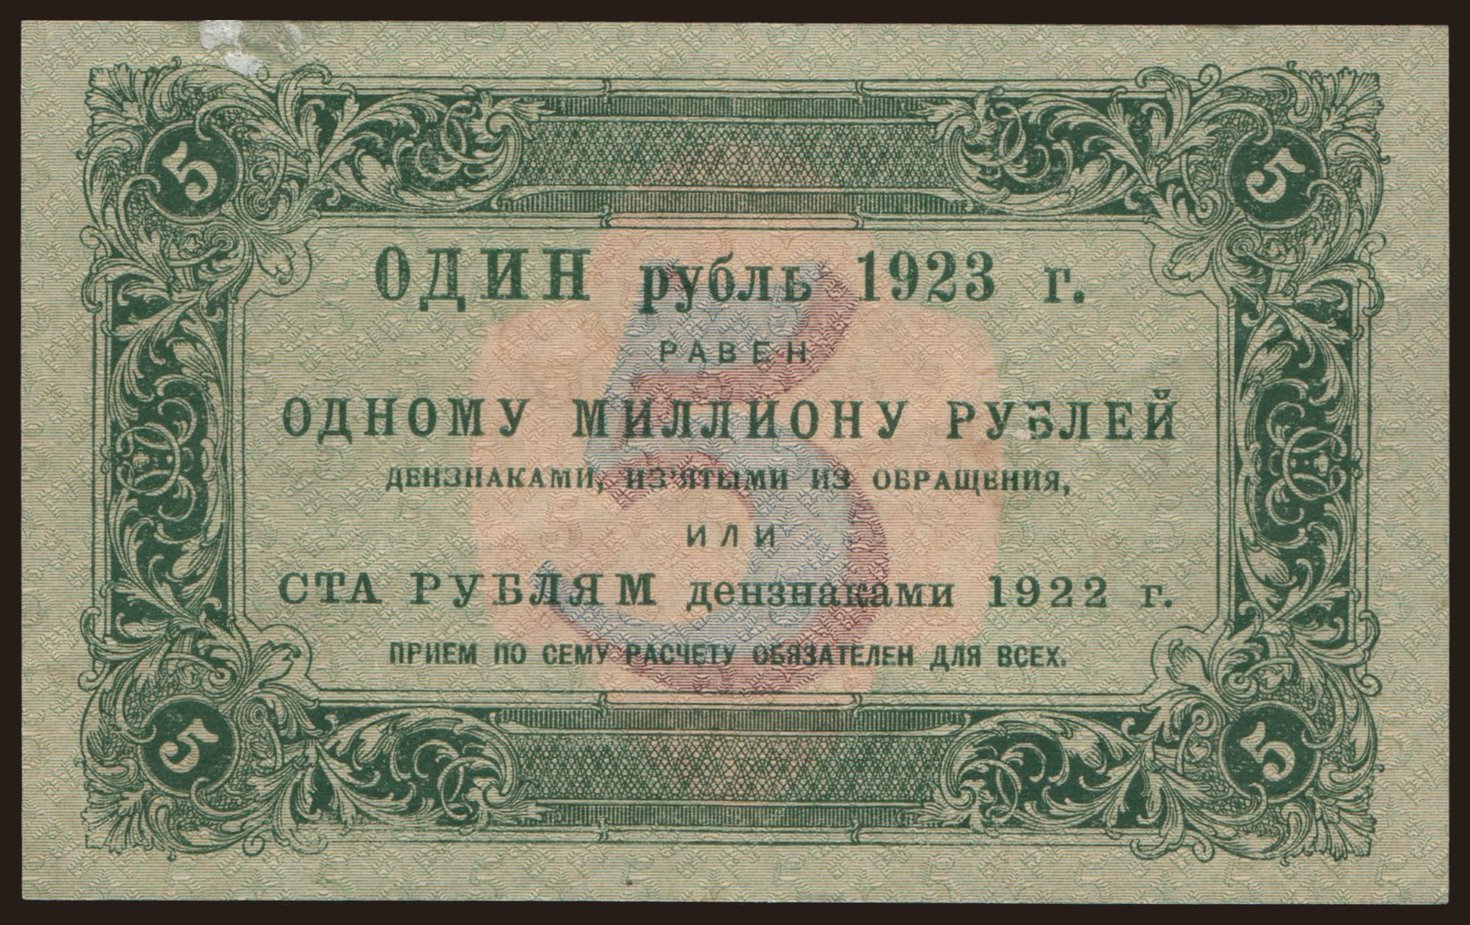 5 5
ОДИН рубль 1923 г.
РАВЕН
ОДНОМУ МИЛЛИОНУ РУБЛЕЙ
ДЕНЗНАКАМИ, ИЗ'ЯТЫМИ ИЗ ОБРАЩЕНИЯ,
ИЛИ
5
СТА РУБЛЯМ дензнаками 1922 г.
ПРИЕМ ПО СЕМУ РАСЧЕТУ ОБЯЗАТЕЛЕН ДЛЯ ВСЕХ.
5 5